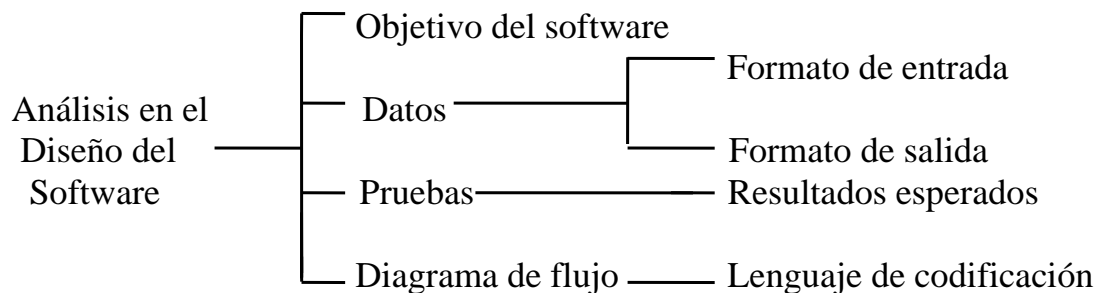 Análisis en el
Diseño del
Software
Objetivo del software
Datos
Formato de entrada
Formato de salida
Pruebas
Resultados esperados
Diagrama de flujo
Lenguaje de codificación